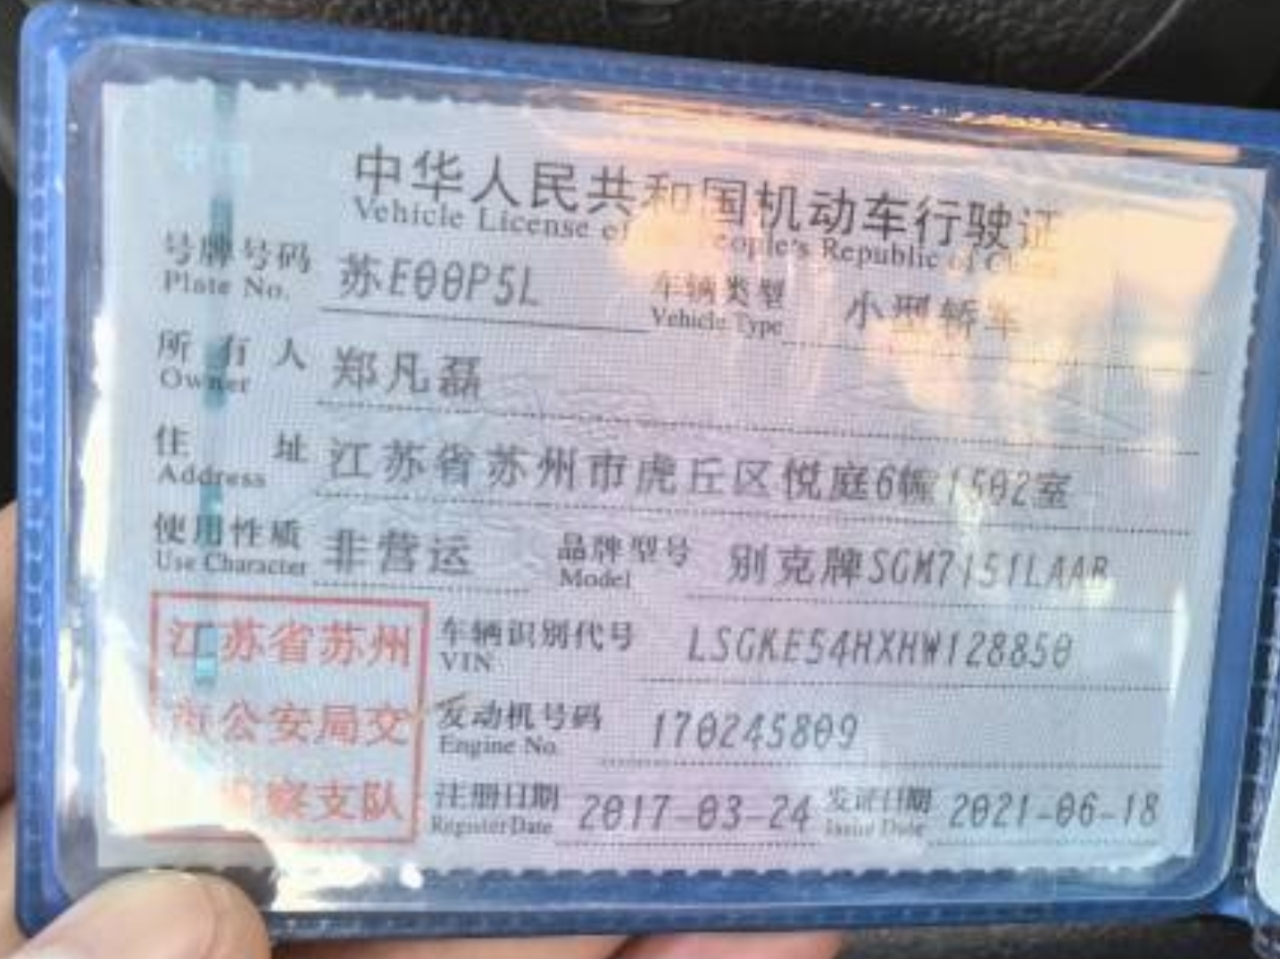 中华人民共和国机动车行驶证
Vehicle License of the People's Republic of China
号牌号码 苏E00P5L 车辆类型 小型轿车
Plate No. Vehicle Type
所有人 郑凡磊
Owner
住址 江苏省苏州市虎丘区悦庭6幢1502室
Address
使用性质 非营运 品牌型号 别克牌SGM7151LAAB
Use Character Model
江苏省苏州
市公安局交
警察支队
车辆识别代号 LSGKE54HXHW128850
VIN
发动机号码 170245809
Engine No.
注册日期 2017-03-24 发证日期 2021-06-18
Register Date Issue Date